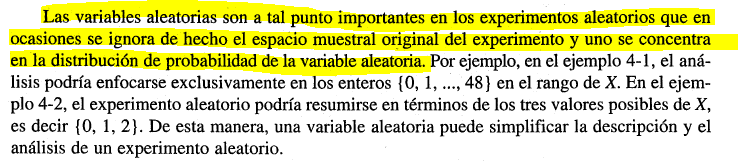 Las variables aleatorias son a tal punto importantes en los experimentos aleatorios que en
ocasiones se ignora de hecho el espacio muestral original del experimento y uno se concentra
en la distribución de probabilidad de la variable aleatoria. Por ejemplo, en el ejemplo 4-1, el aná-
lisis podría enfocarse exclusivamente en los enteros {0, 1, ..., 48} en el rango de X. En el ejem-
plo 4-2, el experimento aleatorio podría resumirse en términos de los tres valores posibles de X,
es decir {0, 1, 2}. De esta manera, una variable aleatoria puede simplificar la descripción y el
análisis de un experimento aleatorio.